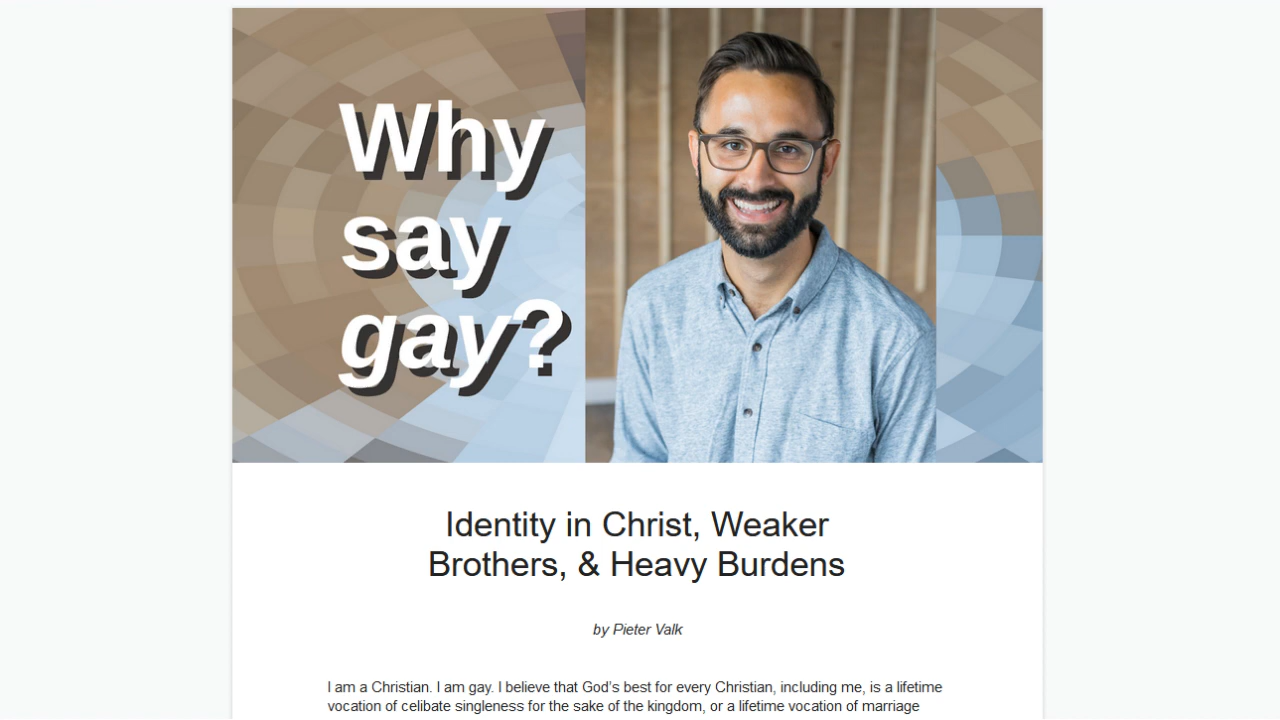 Why
say
gay?
Identity in Christ, Weaker
Brothers, & Heavy Burdens
by Pieter Valk
I am a Christian. I am gay. I believe that God’s best for every Christian, including me, is a lifetime
vocation of celibate singleness for the sake of the kingdom, or a lifetime vocation of marriage